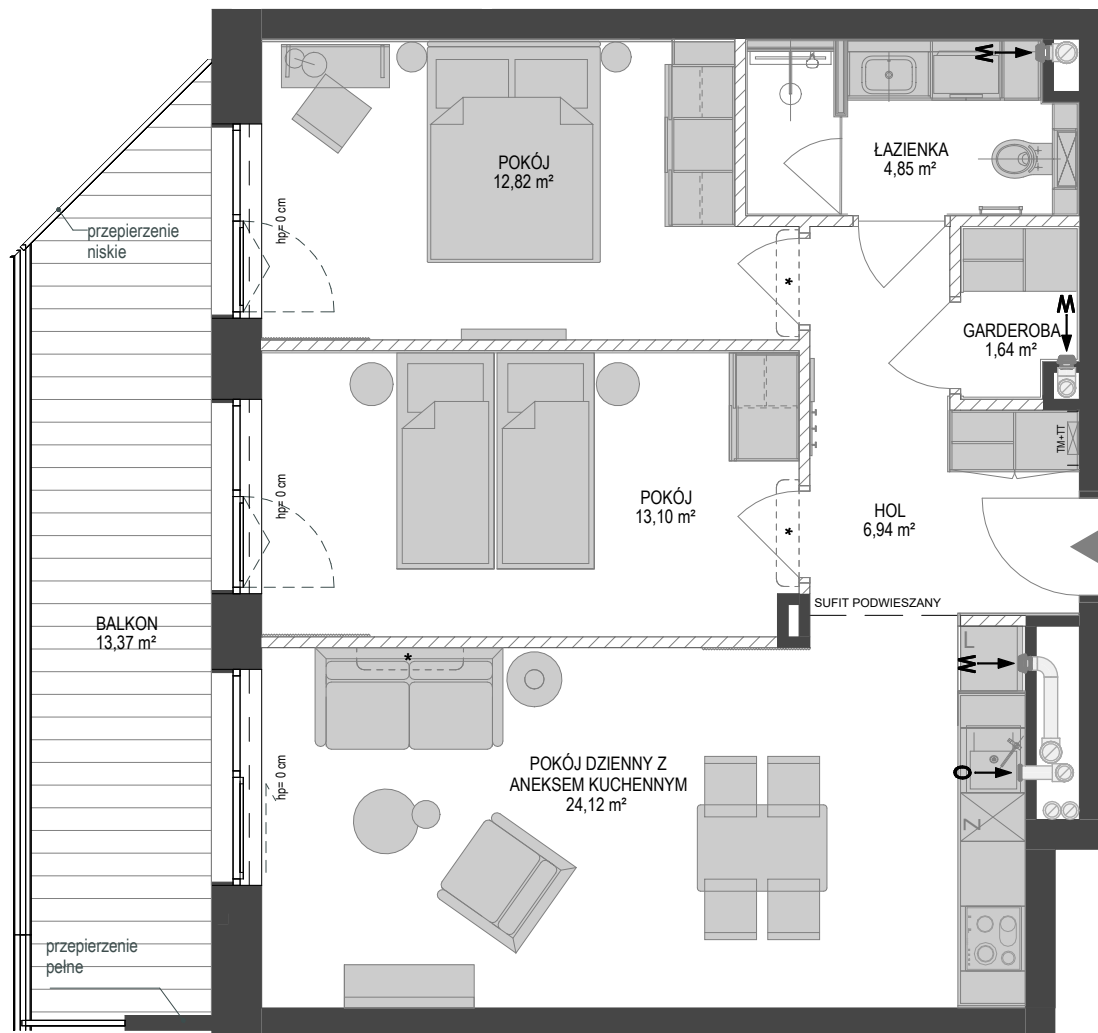 W
POKÓJ
12,82 m²
ŁAZIENKA
4,85 m²
hp= 0 cm
przepierzenie
niskie
*
W
GARDEROBA
1,64 m²
TM+TT
hp= 0 cm
POKÓJ
13,10 m²
HOL
6,94 m²
*
SUFIT PODWIESZANY
BALKON
13,37 m²
*
L
W
hp= 0 cm
POKÓJ DZIENNY Z
ANEKSEM KUCHENNYM
24,12 m²
O
Z
przepierzenie
pełne